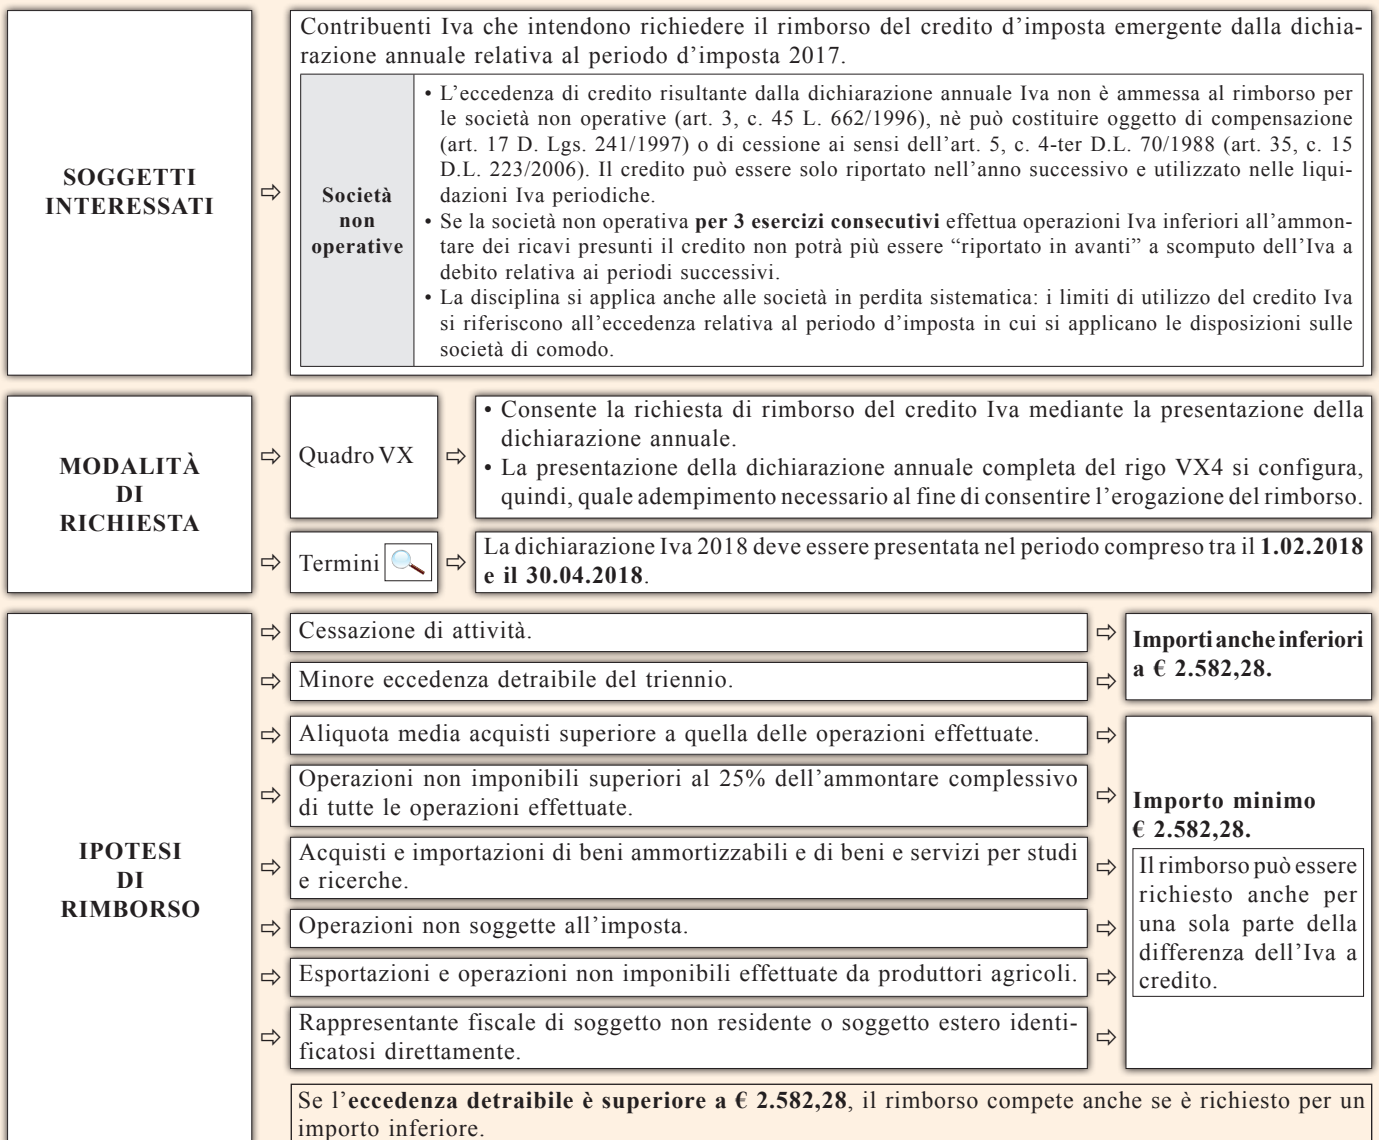 Contribuenti Iva che intendono richiedere il rimborso del credito d'imposta emergente dalla dichia-
razione annuale relativa al periodo d'imposta 2017.
SOGGETTI
INTERESSATI
⇨
Società
non
operative
• L'eccedenza di credito risultante dalla dichiarazione annuale Iva non è ammessa al rimborso per
le società non operative (art. 3, c. 45 L. 662/1996), nè può costituire oggetto di compensazione
(art. 17 D. Lgs. 241/1997) o di cessione ai sensi dell'art. 5, c. 4-ter D.L. 70/1988 (art. 35, c. 15
D.L. 223/2006). Il credito può essere solo riportato nell'anno successivo e utilizzato nelle liqui-
dazioni Iva periodiche.
• Se la società non operativa per 3 esercizi consecutivi effettua operazioni Iva inferiori all'ammon-
tare dei ricavi presunti il credito non potrà più essere “riportato in avanti” a scomputo dell'Iva a
debito relativa ai periodi successivi.
• La disciplina si applica anche alle società in perdita sistematica: i limiti di utilizzo del credito Iva
si riferiscono all'eccedenza relativa al periodo d'imposta in cui si applicano le disposizioni sulle
società di comodo.
MODALITÀ
DI
RICHIESTA
⇨ Quadro VX ⇨
• Consente la richiesta di rimborso del credito Iva mediante la presentazione della
dichiarazione annuale.
• La presentazione della dichiarazione annuale completa del rigo VX4 si configura,
quindi, quale adempimento necessario al fine di consentire l'erogazione del rimborso.
⇨ Termini ⇨
La dichiarazione Iva 2018 deve essere presentata nel periodo compreso tra il 1.02.2018
e il 30.04.2018.
IPOTESI
DI
RIMBORSO
⇨ Cessazione di attività. ⇨
⇨ Minore eccedenza detraibile del triennio. ⇨
Importi anche inferiori
a € 2.582,28.
⇨ Aliquota media acquisti superiore a quella delle operazioni effettuate. ⇨
⇨ Operazioni non imponibili superiori al 25% dell'ammontare complessivo
di tutte le operazioni effettuate. ⇨
⇨ Acquisti e importazioni di beni ammortizzabili e di beni e servizi per studi
e ricerche. ⇨
⇨ Operazioni non soggette all'imposta. ⇨
⇨ Esportazioni e operazioni non imponibili effettuate da produttori agricoli. ⇨
⇨ Rappresentante fiscale di soggetto non residente o soggetto estero identi-
ficatosi direttamente. ⇨
Importo minimo
€ 2.582,28.
Il rimborso può essere
richiesto anche per
una sola parte della
differenza dell'Iva a
credito.
Se l'eccedenza detraibile è superiore a € 2.582,28, il rimborso compete anche se è richiesto per un
importo inferiore.